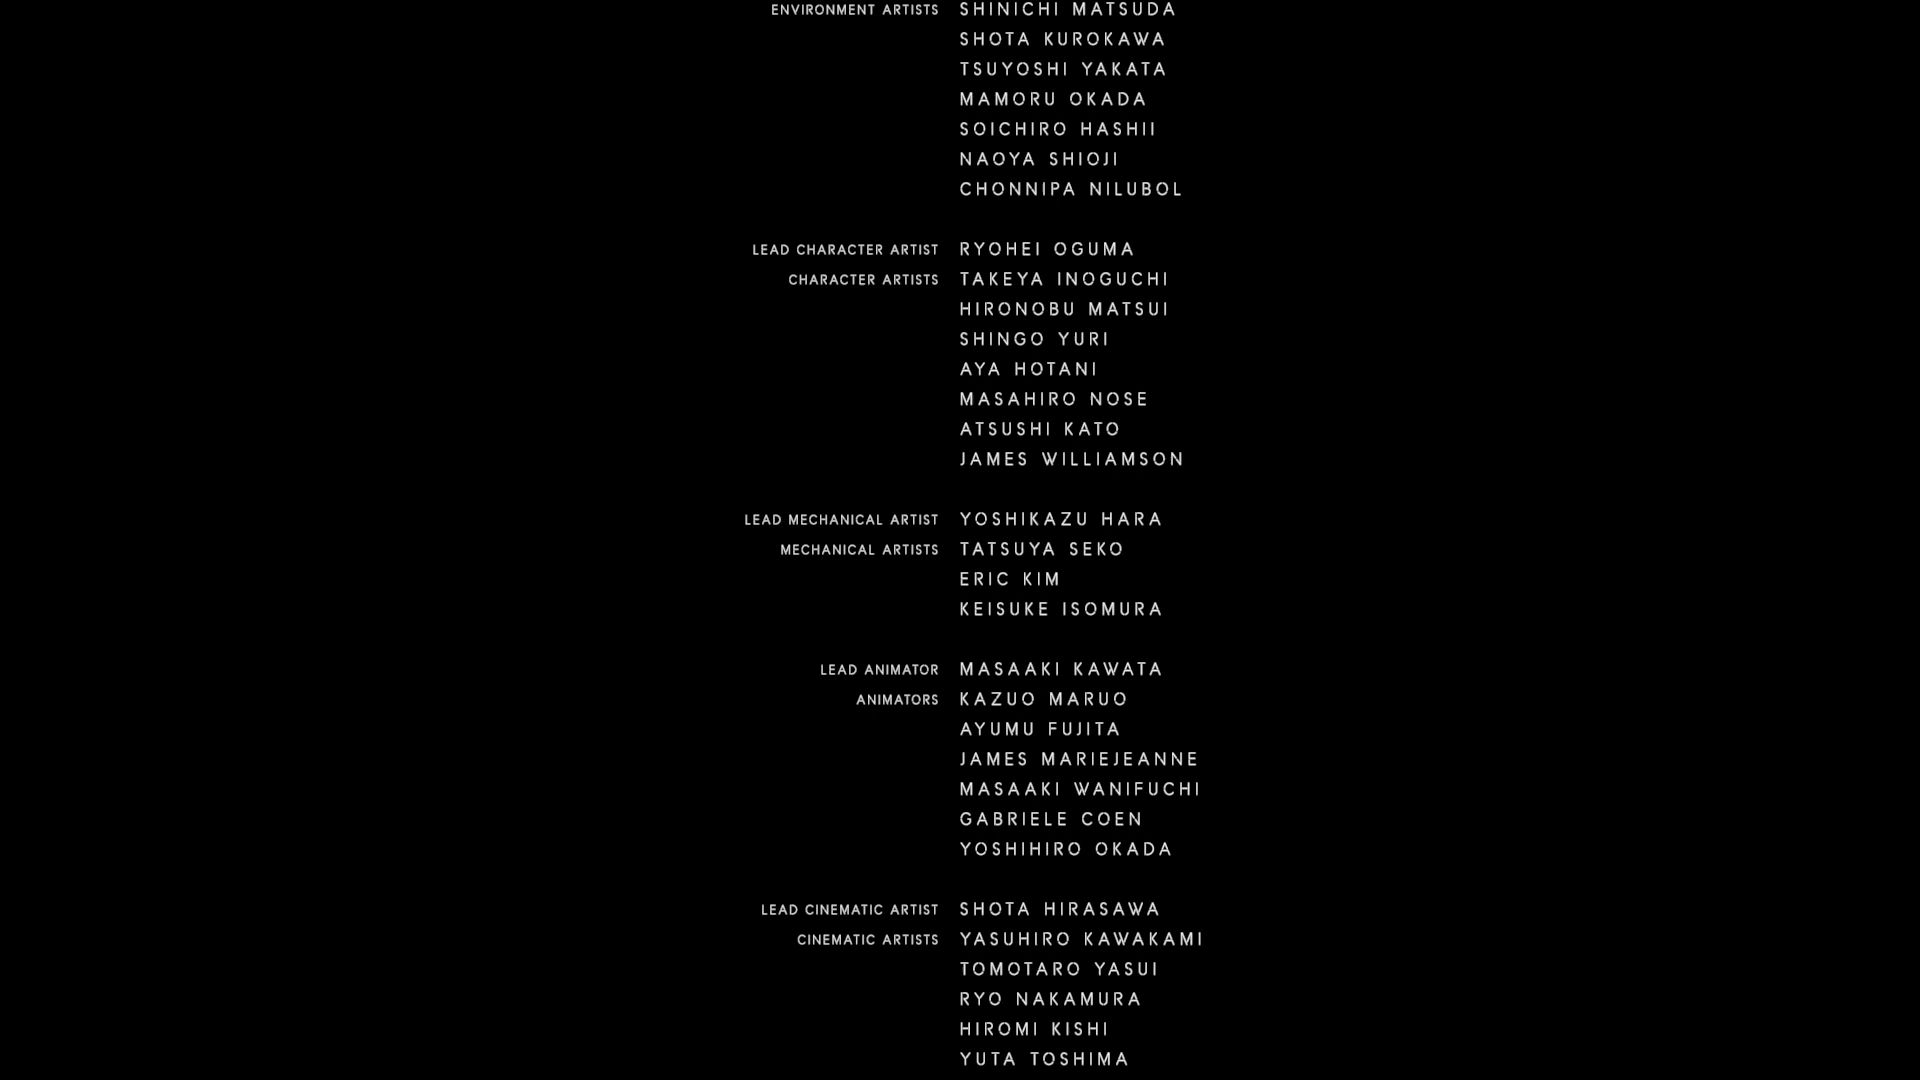 ENVIRONMENT ARTISTS SHINICHI MATSUDA
SHOTA KUROKAWA
TSUYOSHI YAKATA
MAMORU OKADA
SOICHIRO HASHII
NAOYA SHIOJI
CHONNIPA NILUBOL
LEAD CHARACTER ARTIST RYOHEI OGUMA
CHARACTER ARTISTS TAKEYA INOGUCHI
HIRONOBU MATSUI
SHINGO YURI
AYA HOTANI
MASAHIRO NOSE
ATSUSHI KATO
JAMES WILLIAMSON
LEAD MECHANICAL ARTIST YOSHIKAZU HARA
MECHANICAL ARTISTS TATSUYA SEKO
ERIC KIM
KEISUKE ISOMURA
LEAD ANIMATOR MASAAKI KAWATA
ANIMATORS KAZUO MARUO
AYUMU FUJITA
JAMES MARIEJEANNE
MASAAKI WANIFUCHI
GABRIELE COEN
YOSHIHIRO OKADA
LEAD CINEMATIC ARTIST SHOTA HIRASAWA
CINEMATIC ARTISTS YASUHIRO KAWAKAMI
TOMOTARO YASUI
RYO NAKAMURA
HIROMI KISHI
YUTA TOSHIMA